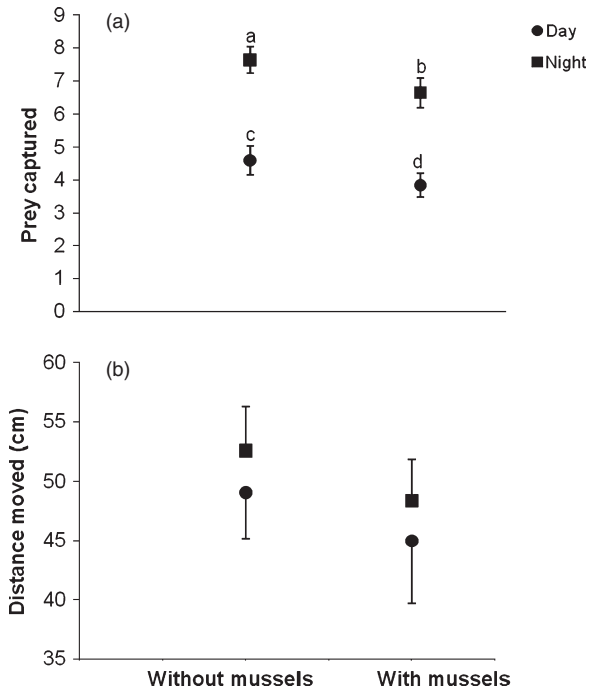 (a)
Prey captured
9
8
7
6
5
4
3
2
1
0
a
b
c
d
Day
Night
(b)
Distance moved (cm)
60
55
50
45
40
35
Without mussels
With mussels